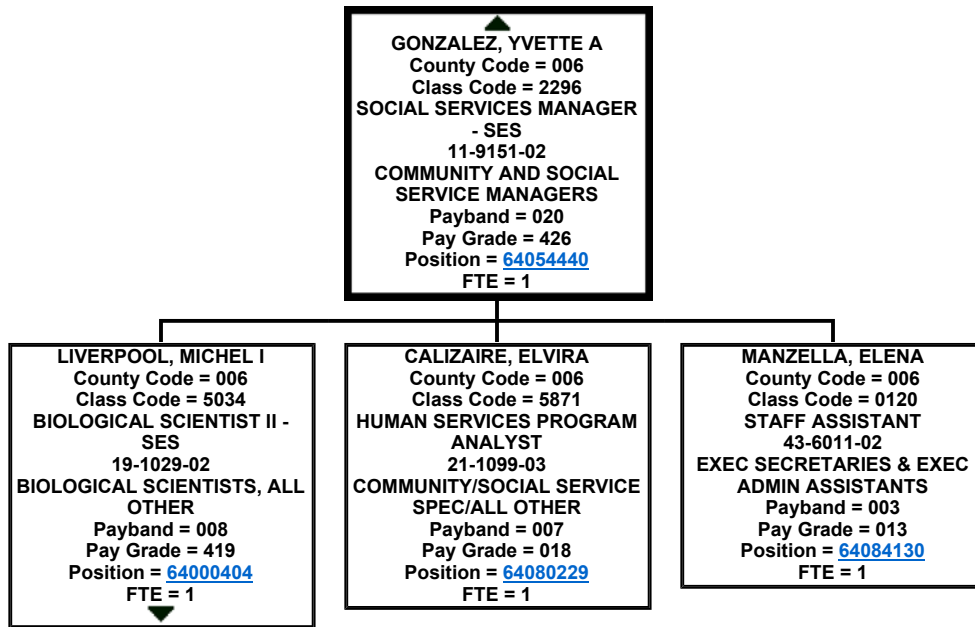 GONZALEZ, YVETTE A
County Code = 006
Class Code = 2296
SOCIAL SERVICES MANAGER
- SES
11-9151-02
COMMUNITY AND SOCIAL
SERVICE MANAGERS
Payband = 020
Pay Grade = 426
Position = 64054440
FTE = 1
LIVERPOOL, MICHEL I
County Code = 006
Class Code = 5034
BIOLOGICAL SCIENTIST II -
SES
19-1029-02
BIOLOGICAL SCIENTISTS, ALL
OTHER
Payband = 008
Pay Grade = 419
Position = 64000404
FTE = 1
CALIZAIRE, ELVIRA
County Code = 006
Class Code = 5871
HUMAN SERVICES PROGRAM
ANALYST
21-1099-03
COMMUNITY/SOCIAL SERVICE
SPEC/ALL OTHER
Payband = 007
Pay Grade = 018
Position = 64080229
FTE = 1
MANZELLA, ELENA
County Code = 006
Class Code = 0120
STAFF ASSISTANT
43-6011-02
EXEC SECRETARIES & EXEC
ADMIN ASSISTANTS
Payband = 003
Pay Grade = 013
Position = 64084130
FTE = 1